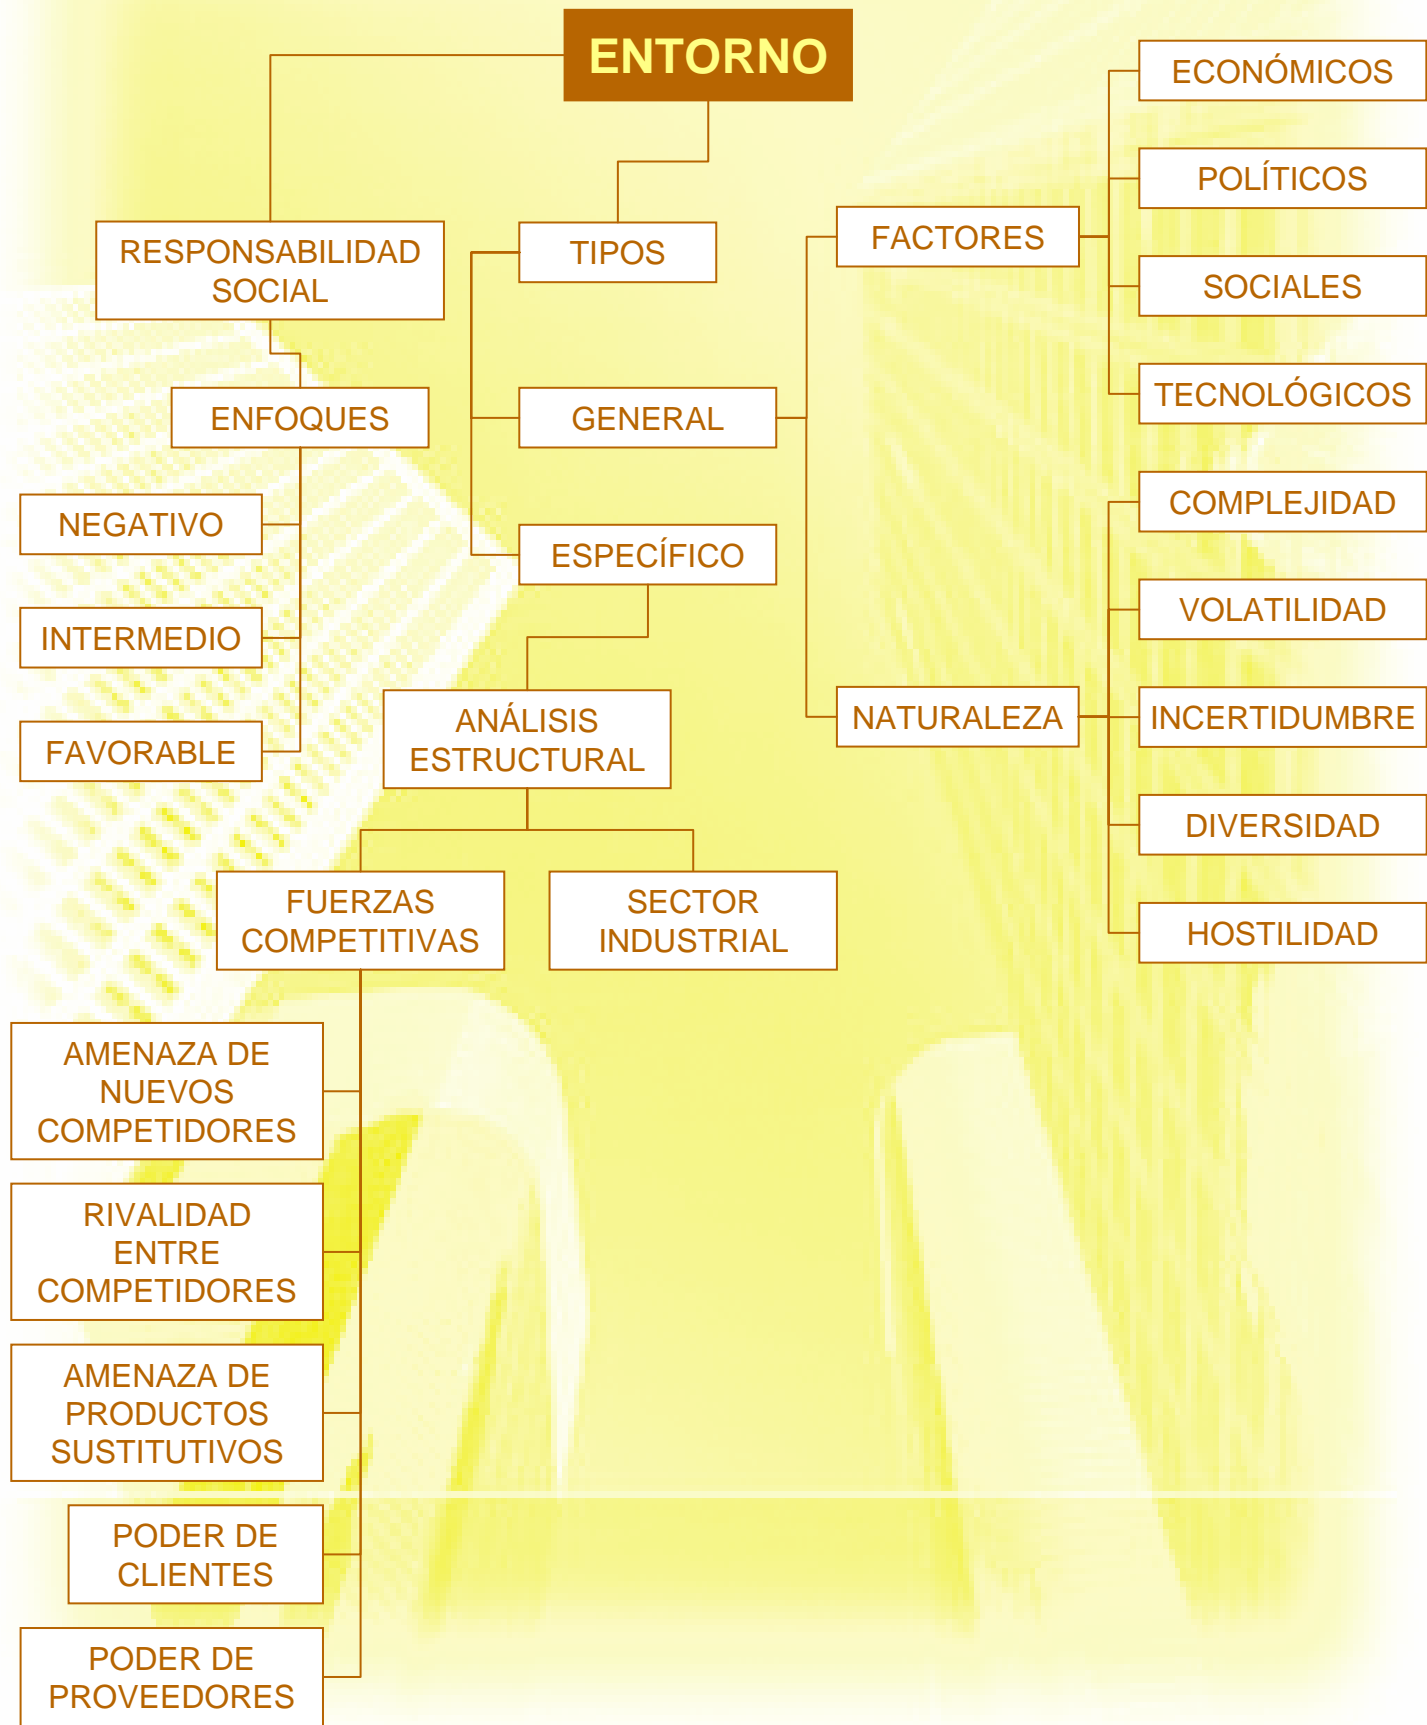 ENTORNO
RESPONSABILIDAD
SOCIAL
ENFOQUES
NEGATIVO
INTERMEDIO
FAVORABLE
TIPOS
GENERAL
FACTORES
ECONÓMICOS
POLÍTICOS
SOCIALES
TECNOLÓGICOS
NATURALEZA
COMPLEJIDAD
VOLATILIDAD
INCERTIDUMBRE
DIVERSIDAD
HOSTILIDAD
ESPECÍFICO
ANÁLISIS
ESTRUCTURAL
FUERZAS
COMPETITIVAS
AMENAZA DE
NUEVOS
COMPETIDORES
RIVALIDAD
ENTRE
COMPETIDORES
AMENAZA DE
PRODUCTOS
SUSTITUTIVOS
PODER DE
CLIENTES
PODER DE
PROVEEDORES
SECTOR
INDUSTRIAL